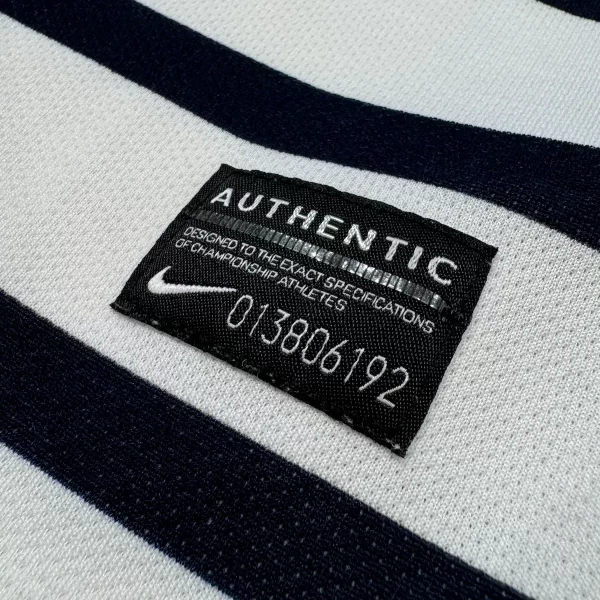 AUTHENTIC
DESIGNED TO THE EXACT SPECIFICATIONS
OF CHAMPIONSHIP ATHLETES
013806192